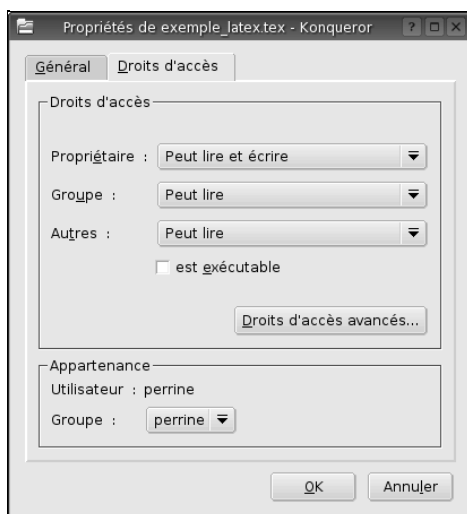 Propriétés de exemple_latex.tex - Konqueror
Général Droits d'accès
Droits d'accès
Propriétaire : Peut lire et écrire
Groupe : Peut lire
Autres : Peut lire
est exécutable
Droits d'accès avancés...
Appartenance
Utilisateur : perrine
Groupe : perrine
OK Annuler